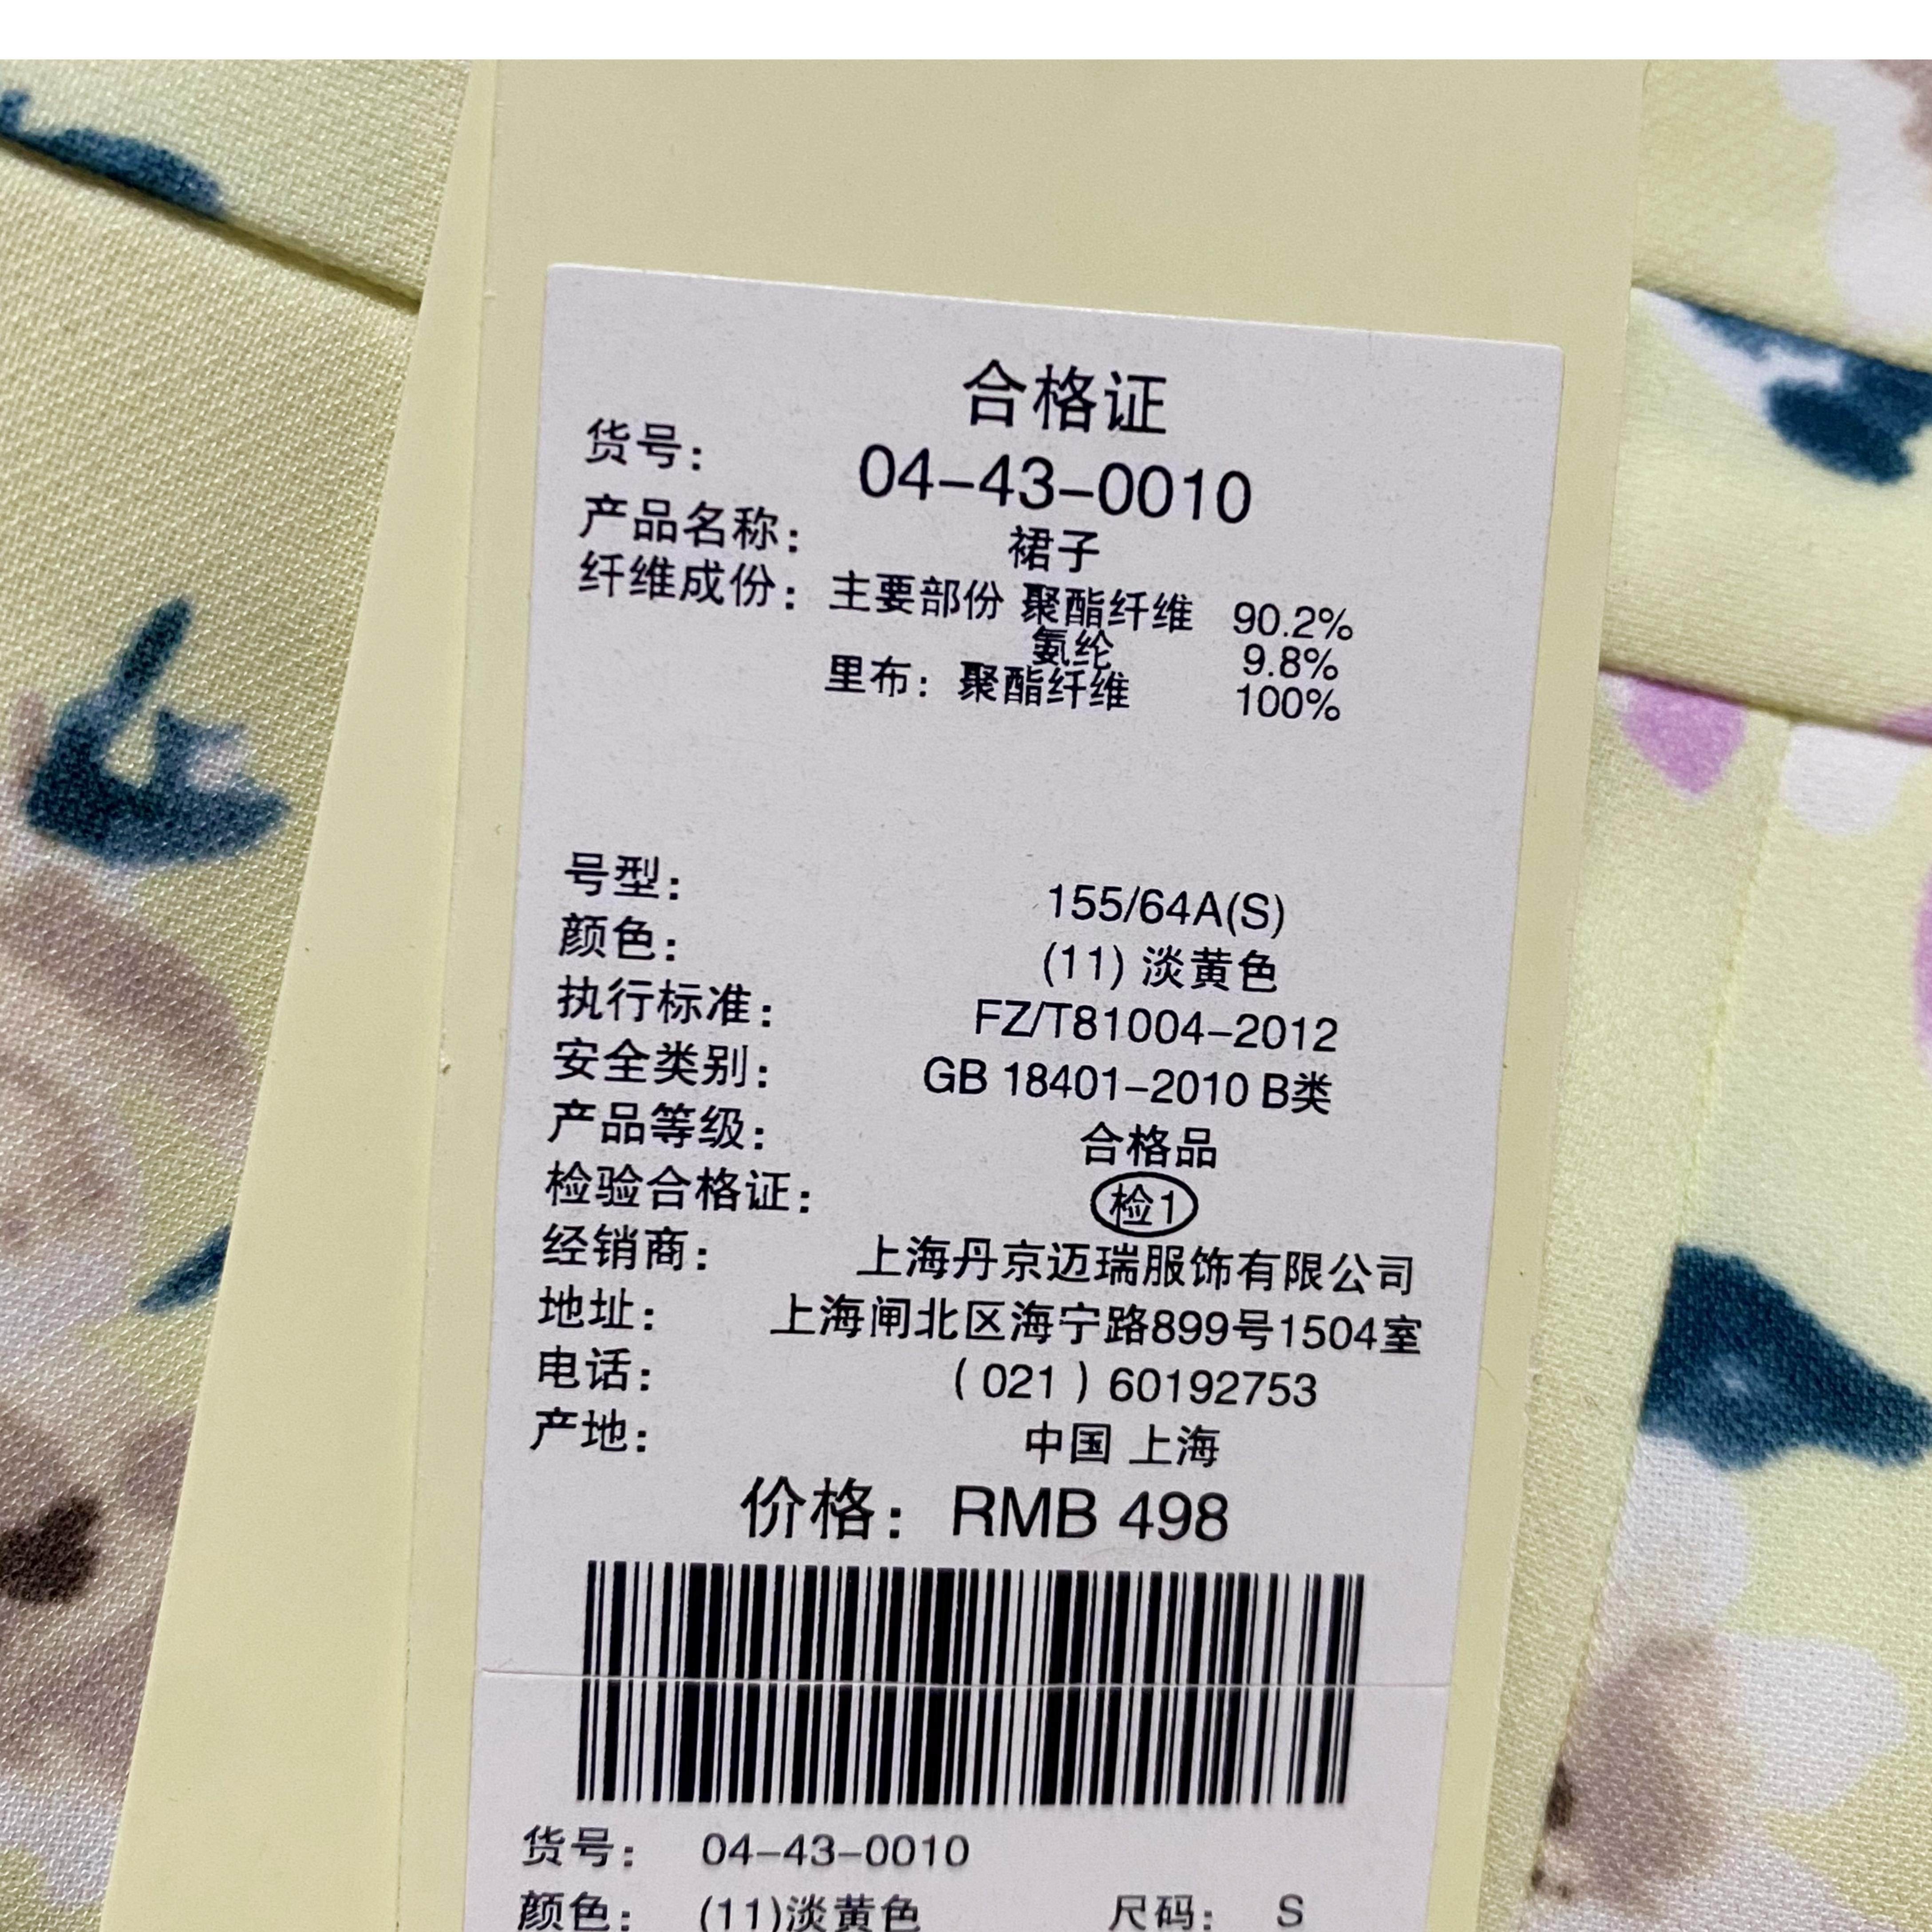 合格证
货号： 04-43-0010
产品名称： 裙子
纤维成份： 主要部份 聚酯纤维 90.2%
氨纶 9.8%
里布：聚酯纤维 100%
号型： 155/64A(S)
颜色： (11) 淡黄色
执行标准： FZ/T81004-2012
安全类别： GB 18401-2010 B类
产品等级： 合格品
检验合格证： 检1
经销商： 上海丹京迈瑞服饰有限公司
地址： 上海闸北区海宁路899号1504室
电话： （021）60192753
产地： 中国 上海
价格：RMB 498
货号： 04-43-0010
颜色： (11)淡黄色 尺码： S